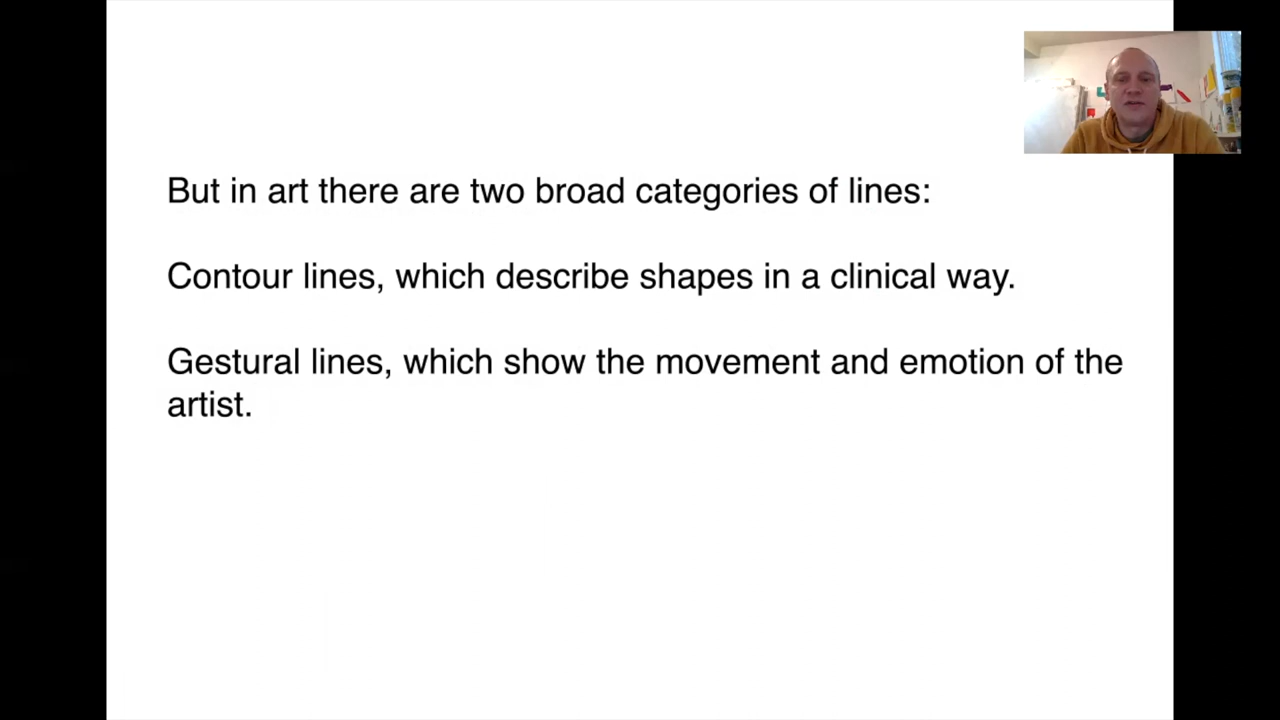 But in art there are two broad categories of lines:
Contour lines, which describe shapes in a clinical way.
Gestural lines, which show the movement and emotion of the
artist.